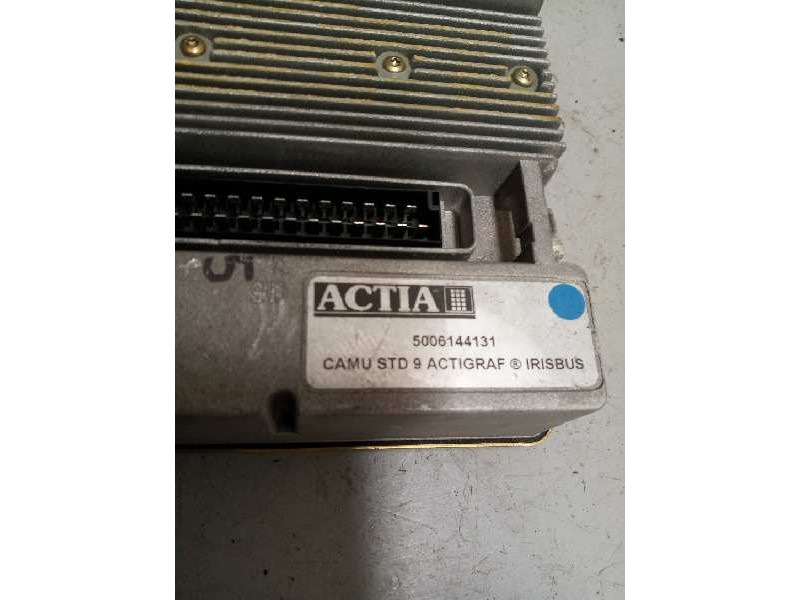 ACTIA
5006144131
CAMU STD 9 ACTIGRAF ® IRISBUS